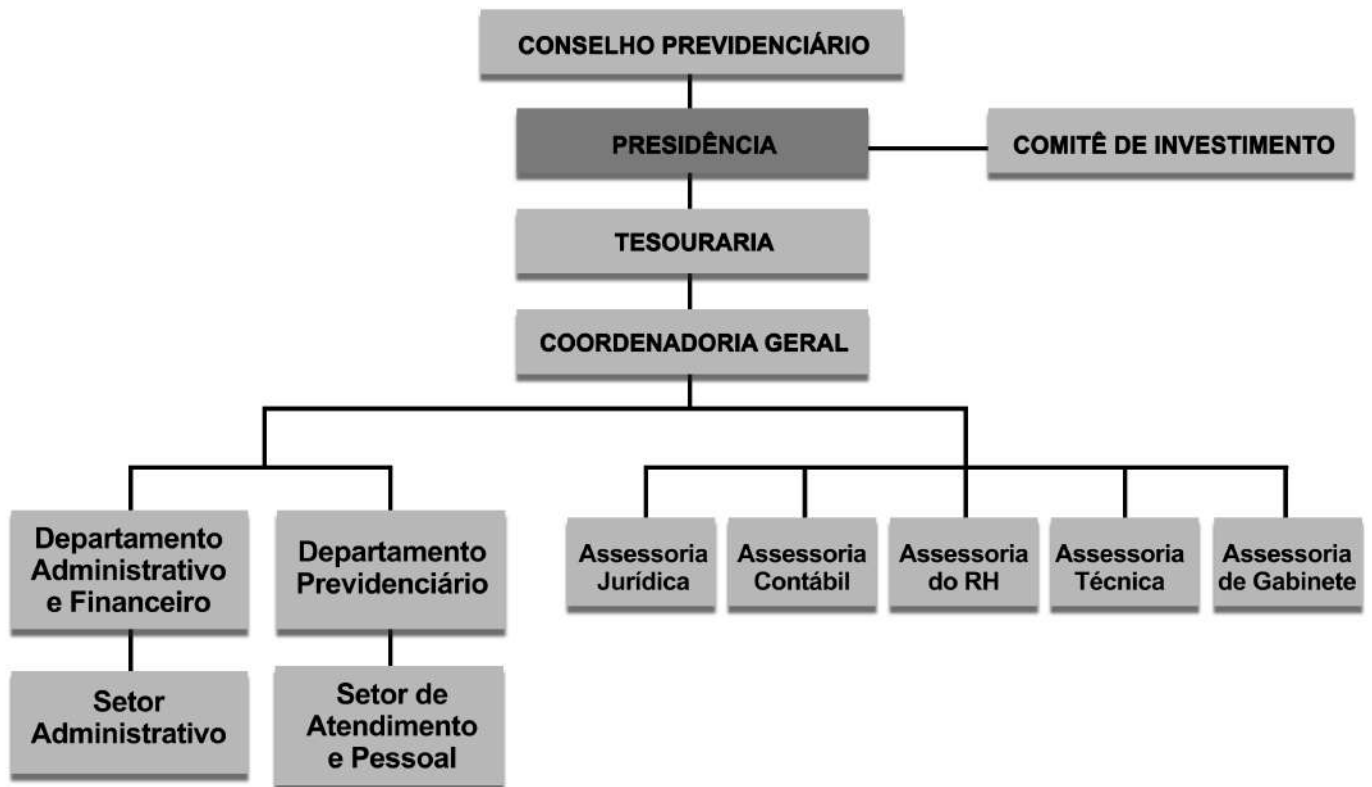 CONSELHO PREVIDENCIÁRIO
PRESIDÊNCIA
COMITÊ DE INVESTIMENTO
TESOURARIA
COORDENADORIA GERAL
Departamento
Administrativo
e Financeiro
Departamento
Previdenciário
Assessoria
Jurídica
Assessoria
Contábil
Assessoria
do RH
Assessoria
Técnica
Assessoria
de Gabinete
Setor
Administrativo
Setor de
Atendimento
e Pessoal